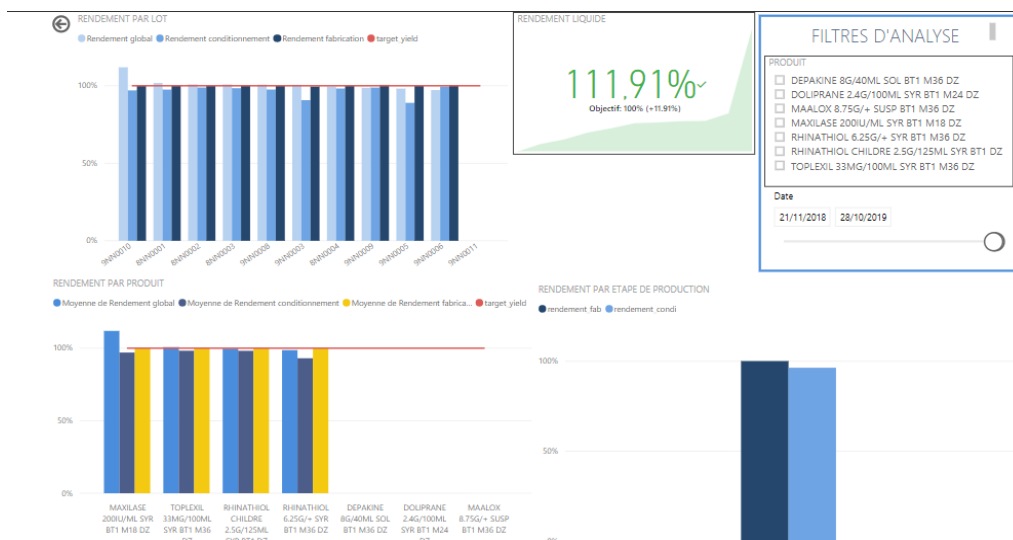 RENDEMENT PAR LOT
Rendement global Rendement conditionnement Rendement fabrication target yield
100%
50%
0%
9NN0010 8NN0001 8NN0002 8NN0003 9NN0008 9NN0003 8NN0004 9NN0009 9NN0005 9NN0006 9NN0011
RENDEMENT LIQUIDE
111,91%
Objectif: 100% (+11.91%)
FILTRES D'ANALYSE
PRODUIT
DEPAKINE 8G/40ML SOL BT1 M36 DZ
DOLIPRANE 2.4G/100ML SYR BT1 M24 DZ
MAALOX 8.75G/+ SUSP BT1 M36 DZ
MAXILASE 200IU/ML SYR BT1 M18 DZ
RHINATHIOL 6.25G/+ SYR BT1 M36 DZ
RHINATHIOL CHILDRE 2.5G/125ML SYR BT1 DZ
TOPLEXIL 33MG/100ML SYR BT1 M36 DZ
Date
21/11/2018 28/10/2019
RENDEMENT PAR PRODUIT
Moyenne de Rendement global Moyenne de Rendement conditionnement Moyenne de Rendement fabrica... target yield
100%
50%
0%
MAXILASE 200IU/ML SYR BT1 M18 DZ
TOPLEXIL 33MG/100ML SYR BT1 M36 DZ
RHINATHIOL CHILDRE 2.5G/125ML SYR BT1 DZ
RHINATHIOL 6.25G/+ SYR BT1 M36 DZ
DEPAKINE 8G/40ML SOL BT1 M36 DZ
DOLIPRANE 2.4G/100ML SYR BT1 M24 DZ
MAALOX 8.75G/+ SUSP BT1 M36 DZ
RENDEMENT PAR ETAPE DE PRODUCTION
rendement fab rendement condi
100%
50%
0%